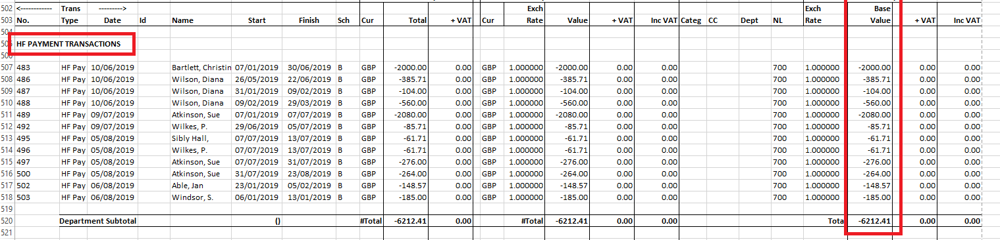 502 <------------ Trans ---------> Exch Exch Base
503 No. Type Date Id Name Start Finish Sch Cur Total + VAT Cur Rate Value + VAT Inc VAT Categ CC Dept NL Rate Value + VAT Inc VAT
504
505 HF PAYMENT TRANSACTIONS
506
507 483 HF Pay 10/06/2019 Bartlett, Christin 07/01/2019 30/06/2019 B GBP -2000.00 0.00 GBP 1.000000 -2000.00 0.00 0.00 700 1.000000 -2000.00 0.00 0.00
508 486 HF Pay 10/06/2019 Wilson, Diana 26/05/2019 22/06/2019 B GBP -385.71 0.00 GBP 1.000000 -385.71 0.00 0.00 700 1.000000 -385.71 0.00 0.00
509 487 HF Pay 10/06/2019 Wilson, Diana 31/01/2019 09/02/2019 B GBP -104.00 0.00 GBP 1.000000 -104.00 0.00 0.00 700 1.000000 -104.00 0.00 0.00
510 488 HF Pay 10/06/2019 Wilson, Diana 09/02/2019 29/03/2019 B GBP -560.00 0.00 GBP 1.000000 -560.00 0.00 0.00 700 1.000000 -560.00 0.00 0.00
511 489 HF Pay 09/07/2019 Atkinson, Sue 07/01/2019 07/07/2019 B GBP -2080.00 0.00 GBP 1.000000 -2080.00 0.00 0.00 700 1.000000 -2080.00 0.00 0.00
512 492 HF Pay 09/07/2019 Wilkes, P. 29/06/2019 05/07/2019 B GBP -85.71 0.00 GBP 1.000000 -85.71 0.00 0.00 700 1.000000 -85.71 0.00 0.00
513 495 HF Pay 05/08/2019 Sibly Hall, 07/07/2019 13/07/2019 B GBP -61.71 0.00 GBP 1.000000 -61.71 0.00 0.00 700 1.000000 -61.71 0.00 0.00
514 496 HF Pay 05/08/2019 Wilkes, P. 07/07/2019 13/07/2019 B GBP -61.71 0.00 GBP 1.000000 -61.71 0.00 0.00 700 1.000000 -61.71 0.00 0.00
515 497 HF Pay 05/08/2019 Atkinson, Sue 07/07/2019 31/07/2019 B GBP -276.00 0.00 GBP 1.000000 -276.00 0.00 0.00 700 1.000000 -276.00 0.00 0.00
516 500 HF Pay 05/08/2019 Atkinson, Sue 31/07/2019 23/08/2019 B GBP -264.00 0.00 GBP 1.000000 -264.00 0.00 0.00 700 1.000000 -264.00 0.00 0.00
517 502 HF Pay 06/08/2019 Able, Jan 23/01/2019 05/02/2019 B GBP -148.57 0.00 GBP 1.000000 -148.57 0.00 0.00 700 1.000000 -148.57 0.00 0.00
518 503 HF Pay 06/08/2019 Windsor, S. 06/01/2019 13/01/2019 B GBP -185.00 0.00 GBP 1.000000 -185.00 0.00 0.00 700 1.000000 -185.00 0.00 0.00
519
520 Department Subtotal () #Total -6212.41 0.00 #Total -6212.41 0.00 0.00 Total -6212.41 0.00 0.00
521